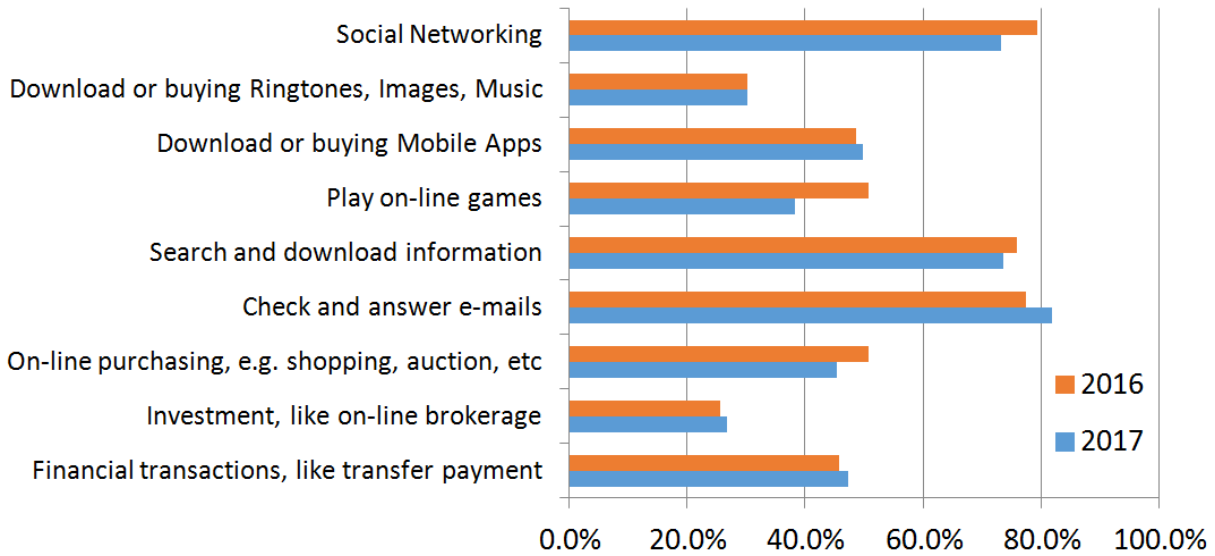 Social Networking
Download or buying Ringtones, Images, Music
Download or buying Mobile Apps
Play on-line games
Search and download information
Check and answer e-mails
On-line purchasing, e.g. shopping, auction, etc
Investment, like on-line brokerage
Financial transactions, like transfer payment
2016
2017
0.0% 20.0% 40.0% 60.0% 80.0% 100.0%